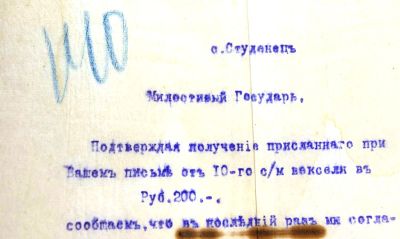 с.Студенецъ
Милостивый Государь,
Подтверждая полученіе присланнаго при
Вашемъ письмѣ отъ 10-го с/м векселя въ
Руб.200.-.
сообщаемъ,что въ послѣдній разъ мы согла-